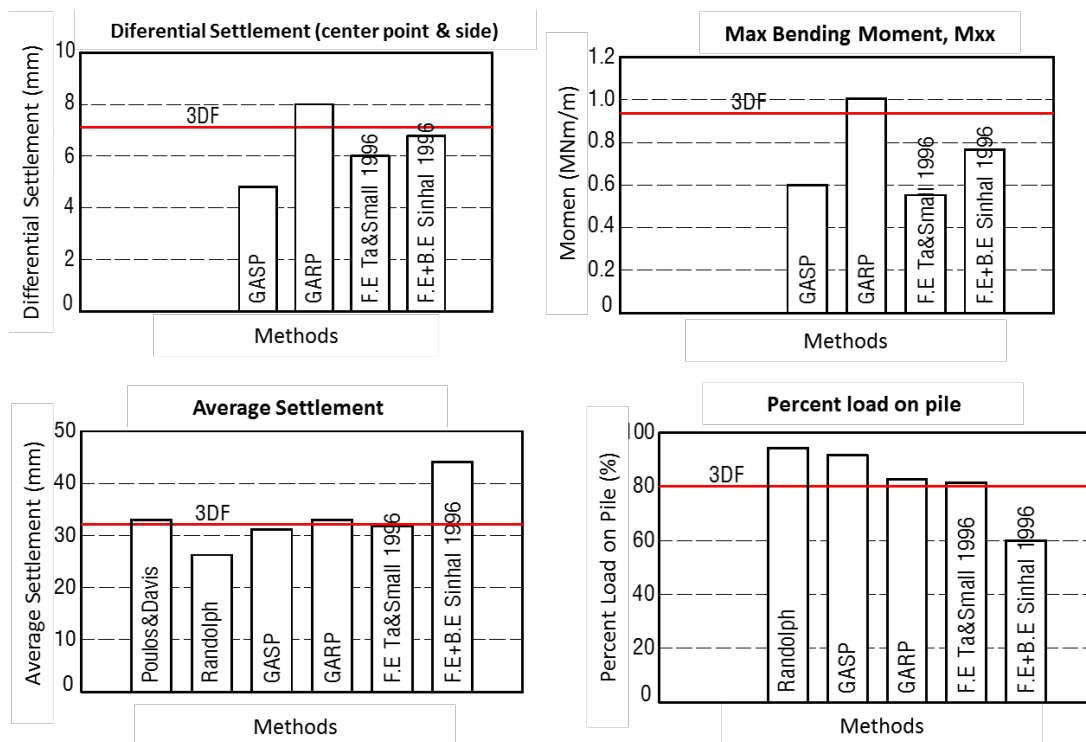 Diferential Settlement (center point & side)
Differential Settlement (mm)
10
8
6
4
2
0
3DF
GASP
GARP
F.E Ta&Small 1996
F.E+B.E Sinhal 1996
Methods
Max Bending Moment, Mxx
Momen (MNm/m)
1.2
1.0
0.8
0.6
0.4
0.2
0
3DF
GASP
GARP
F.E Ta&Small 1996
F.E+B.E Sinhal 1996
Methods
Average Settlement
Average Settlement (mm)
50
40
30
20
10
0
3DF
Poulos&Davis
Randolph
GASP
GARP
F.E Ta&Small 1996
F.E+B.E Sinhal 1996
Methods
Percent load on pile
Percent Load on Pile (%)
100
80
60
40
20
0
3DF
Randolph
GASP
GARP
F.E Ta&Small 1996
F.E+B.E Sinhal 1996
Methods